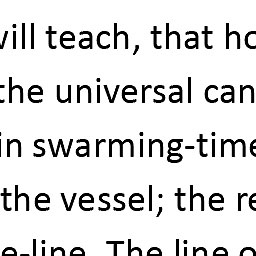 will teach, that ho
the universal can
in swarming-time
the vessel; the re
e-line. The line o